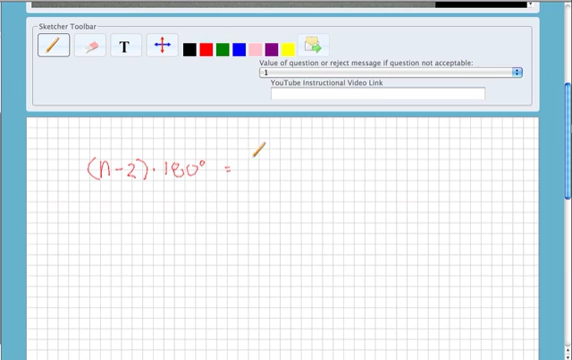 Sketcher Toolbar
T
Value of question or reject message if question not acceptable:
1
YouTube Instructional Video Link
(n-2)·180° =